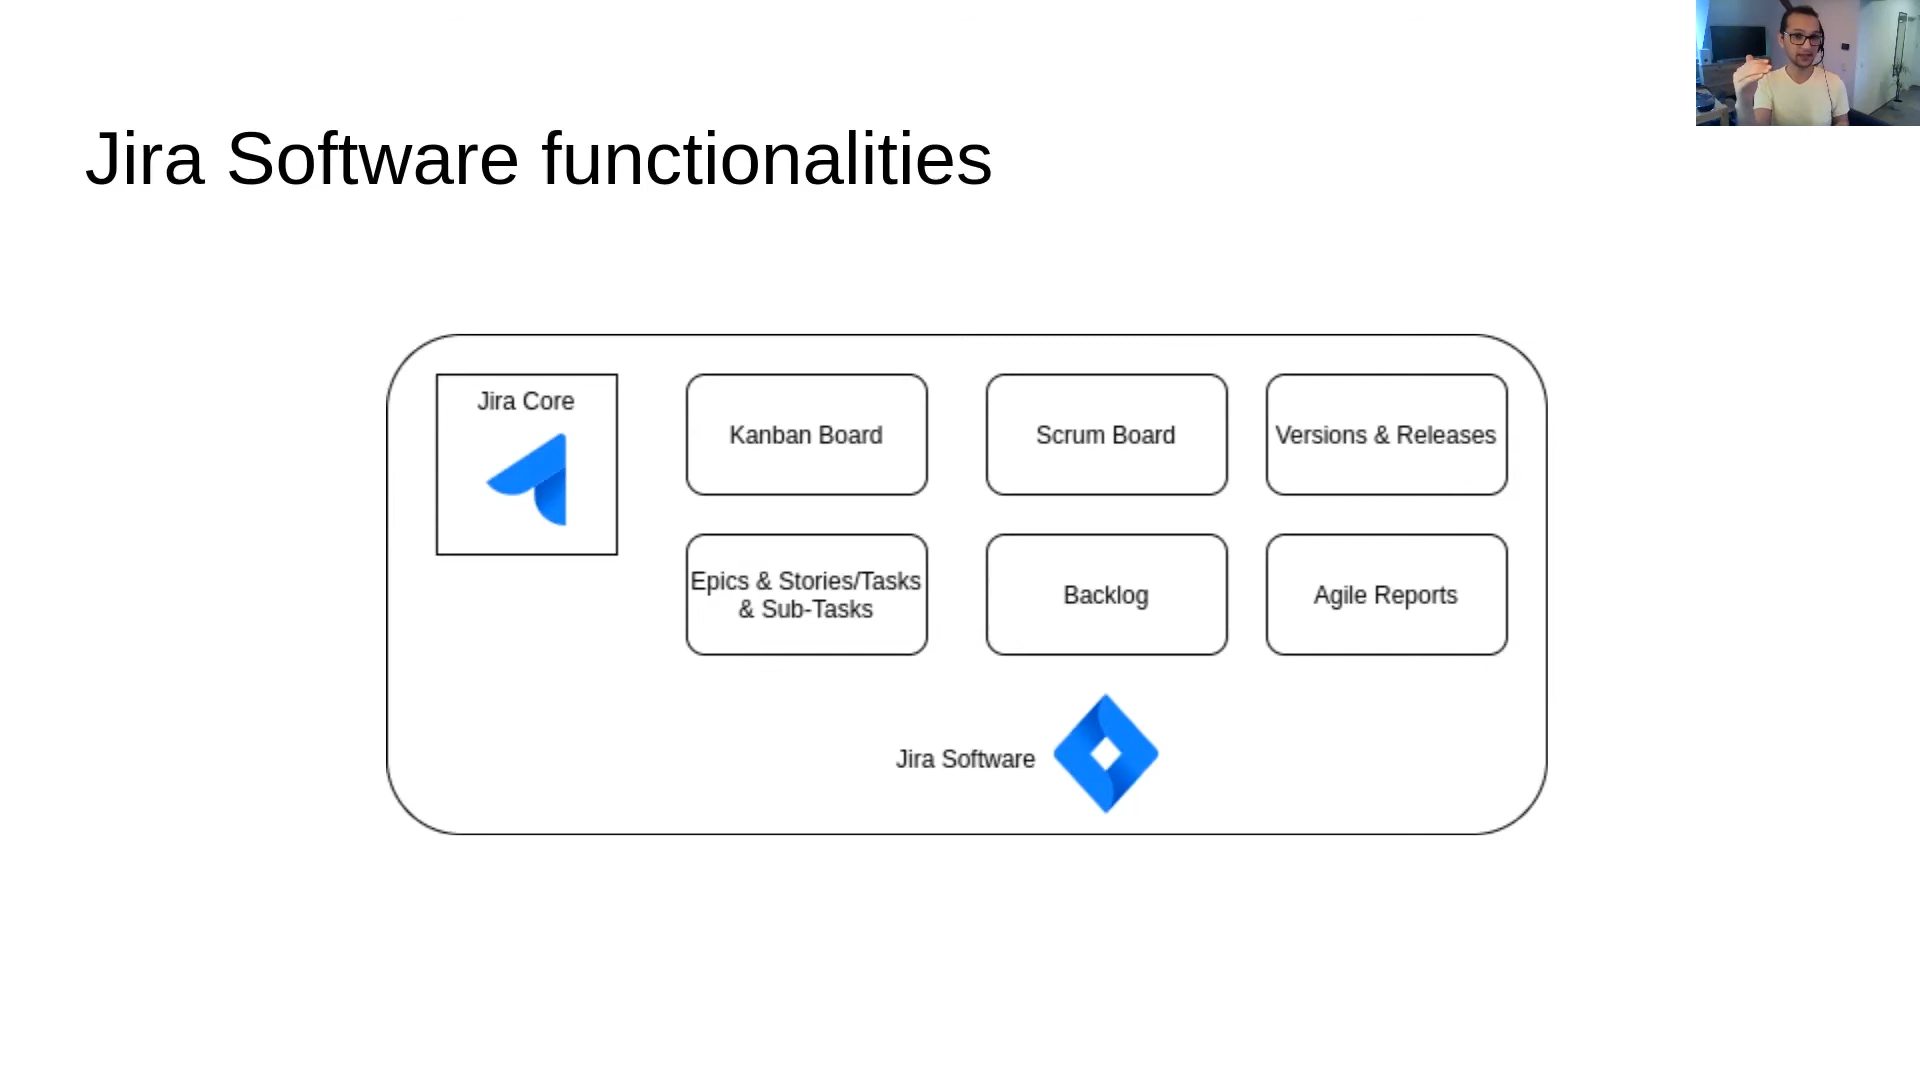 Jira Software functionalities
Jira Core
Kanban Board
Scrum Board
Versions & Releases
Epics & Stories/Tasks
& Sub-Tasks
Backlog
Agile Reports
Jira Software